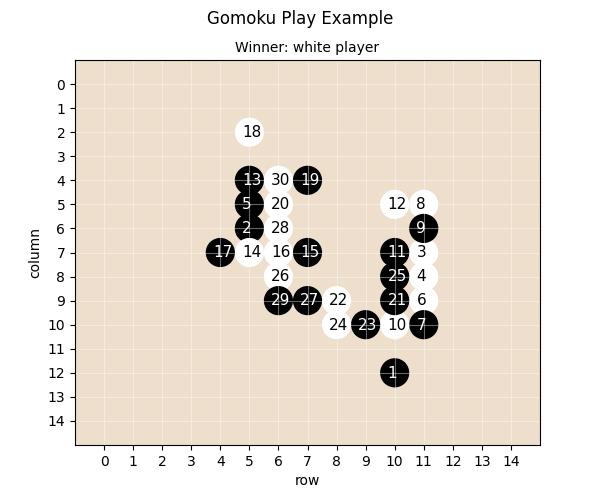 Gomoku Play Example
Winner: white player
0
1
2 18
3
4 13 30 19
5 5 20 12 8
6 2 28 9
7 17 14 16 15 11 3
8 26 25 4
9 29 27 22 21 6
10 24 23 10 7
11
12 1
13
14
column
0 1 2 3 4 5 6 7 8 9 10 11 12 13 14
row